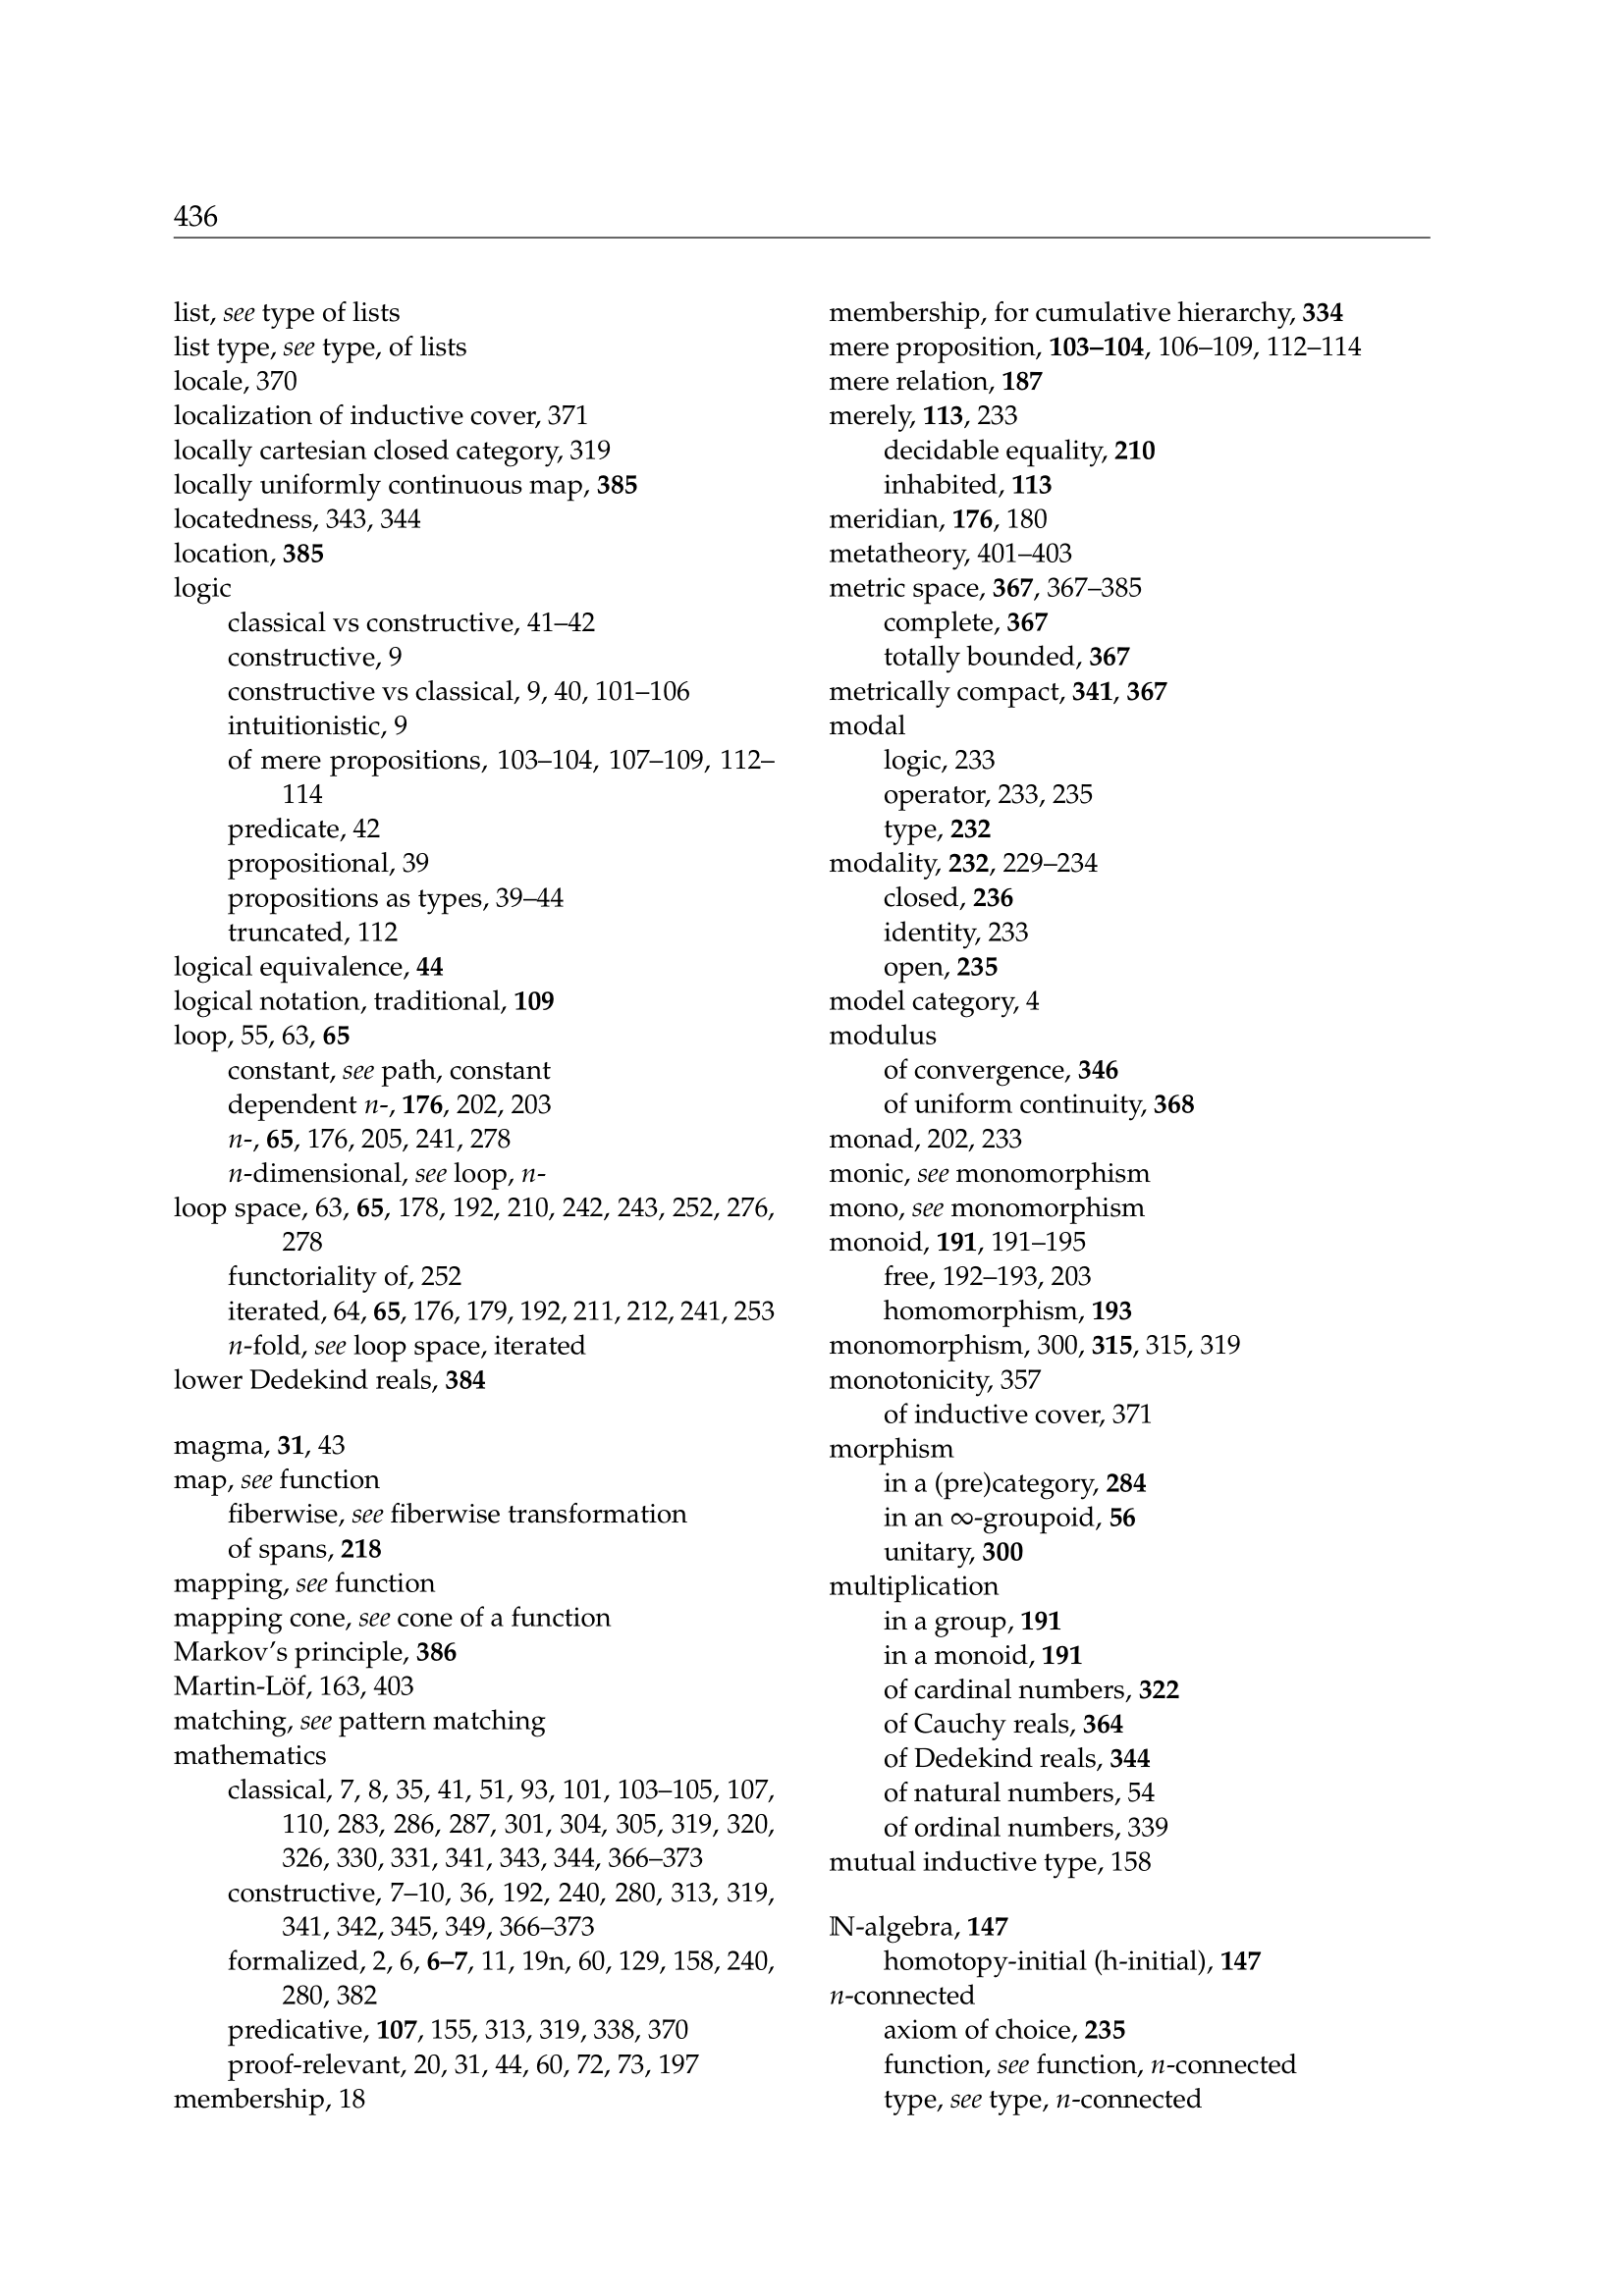 436
list, see type of lists
list type, see type, of lists
locale, 370
localization of inductive cover, 371
locally cartesian closed category, 319
locally uniformly continuous map, 385
locatedness, 343, 344
location, 385
logic
classical vs constructive, 41–42
constructive, 9
constructive vs classical, 9, 40, 101–106
intuitionistic, 9
of mere propositions, 103–104, 107–109, 112–
114
predicate, 42
propositional, 39
propositions as types, 39–44
truncated, 112
logical equivalence, 44
logical notation, traditional, 109
loop, 55, 63, 65
constant, see path, constant
dependent n-, 176, 202, 203
n-, 65, 176, 205, 241, 278
n-dimensional, see loop, n-
loop space, 63, 65, 178, 192, 210, 242, 243, 252, 276,
278
functoriality of, 252
iterated, 64, 65, 176, 179, 192, 211, 212, 241, 253
n-fold, see loop space, iterated
lower Dedekind reals, 384
magma, 31, 43
map, see function
fiberwise, see fiberwise transformation
of spans, 218
mapping, see function
mapping cone, see cone of a function
Markov’s principle, 386
Martin-Löf, 163, 403
matching, see pattern matching
mathematics
classical, 7, 8, 35, 41, 51, 93, 101, 103–105, 107,
110, 283, 286, 287, 301, 304, 305, 319, 320,
326, 330, 331, 341, 343, 344, 366–373
constructive, 7–10, 36, 192, 240, 280, 313, 319,
341, 342, 345, 349, 366–373
formalized, 2, 6, 6–7, 11, 19n, 60, 129, 158, 240,
280, 382
predicative, 107, 155, 313, 319, 338, 370
proof-relevant, 20, 31, 44, 60, 72, 73, 197
membership, 18
membership, for cumulative hierarchy, 334
mere proposition, 103–104, 106–109, 112–114
mere relation, 187
merely, 113, 233
decidable equality, 210
inhabited, 113
meridian, 176, 180
metatheory, 401–403
metric space, 367, 367–385
complete, 367
totally bounded, 367
metrically compact, 341, 367
modal
logic, 233
operator, 233, 235
type, 232
modality, 232, 229–234
closed, 236
identity, 233
open, 235
model category, 4
modulus
of convergence, 346
of uniform continuity, 368
monad, 202, 233
monic, see monomorphism
mono, see monomorphism
monoid, 191, 191–195
free, 192–193, 203
homomorphism, 193
monomorphism, 300, 315, 315, 319
monotonicity, 357
of inductive cover, 371
morphism
in a (pre)category, 284
in an ∞-groupoid, 56
unitary, 300
multiplication
in a group, 191
in a monoid, 191
of cardinal numbers, 322
of Cauchy reals, 364
of Dedekind reals, 344
of natural numbers, 54
of ordinal numbers, 339
mutual inductive type, 158
ℕ-algebra, 147
homotopy-initial (h-initial), 147
n-connected
axiom of choice, 235
function, see function, n-connected
type, see type, n-connected